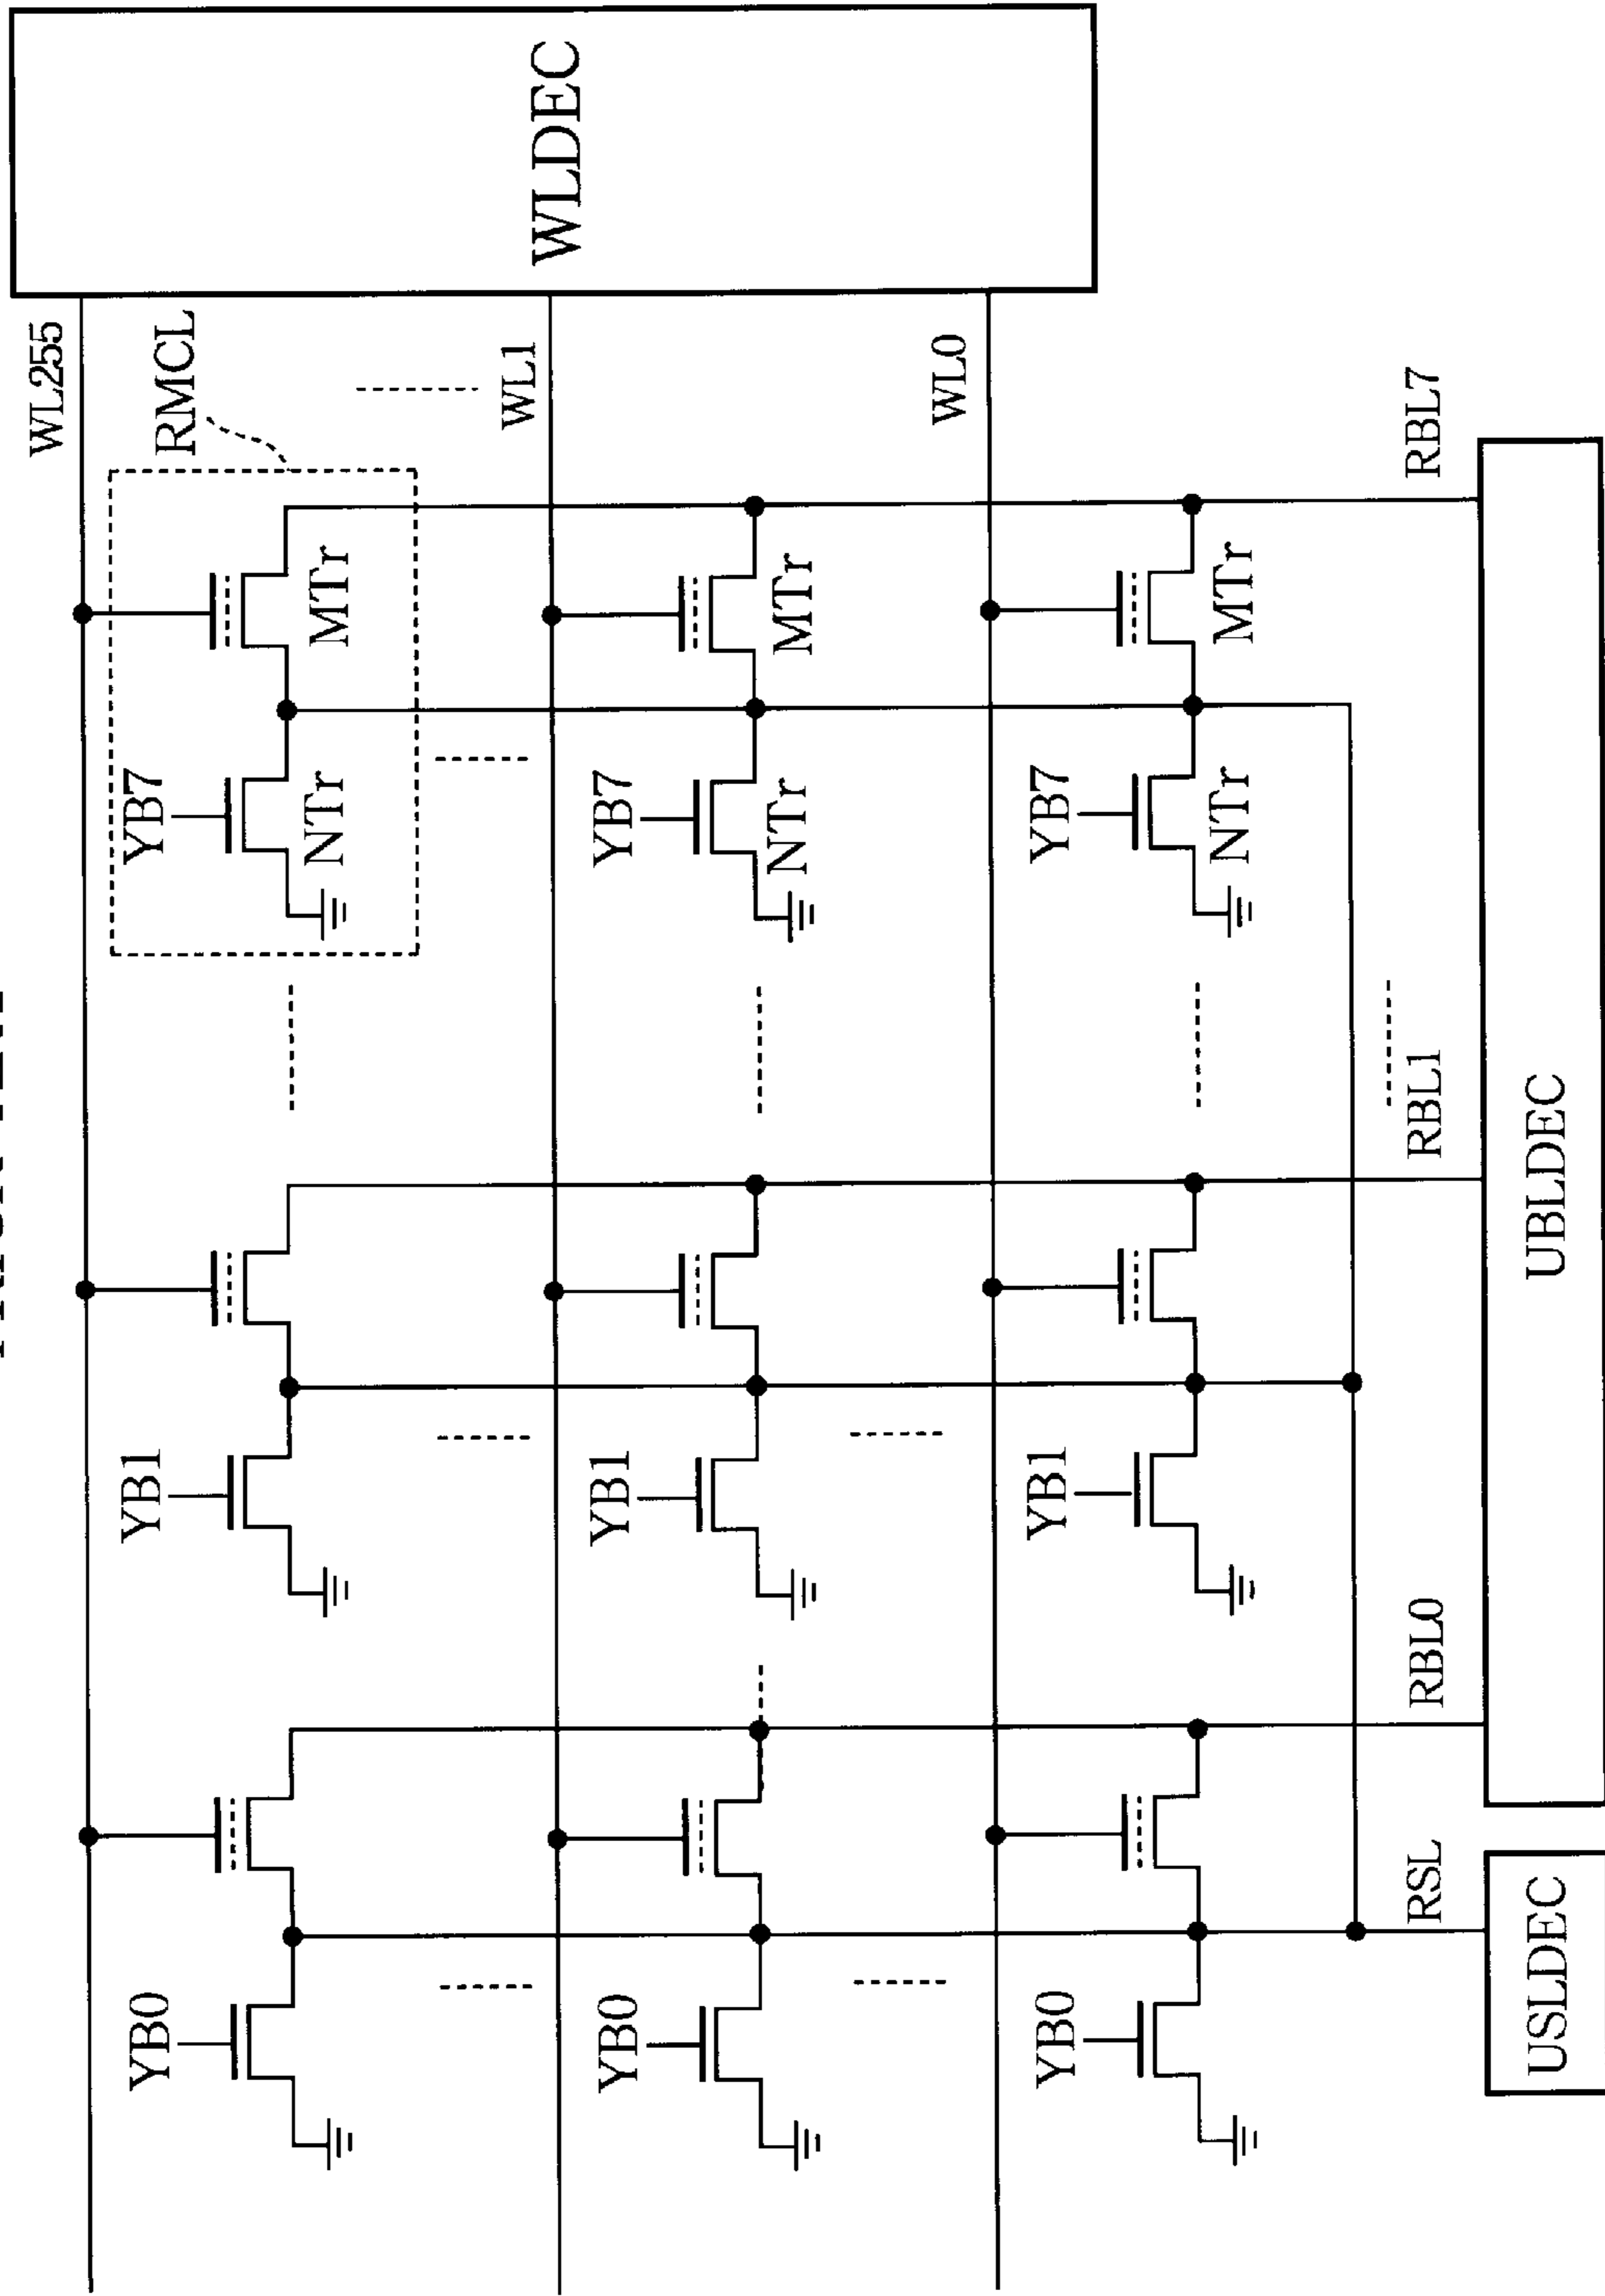 WL255
YB0
YB1
YB7
RMCL
NTr
MTr
WL1
WLDEC
YB0
YB1
YB7
NTr
MTr
WL0
YB0
YB1
YB7
NTr
MTr
RSL
RBL0
RBL1
RBL7
USLDEC
UBLDEC